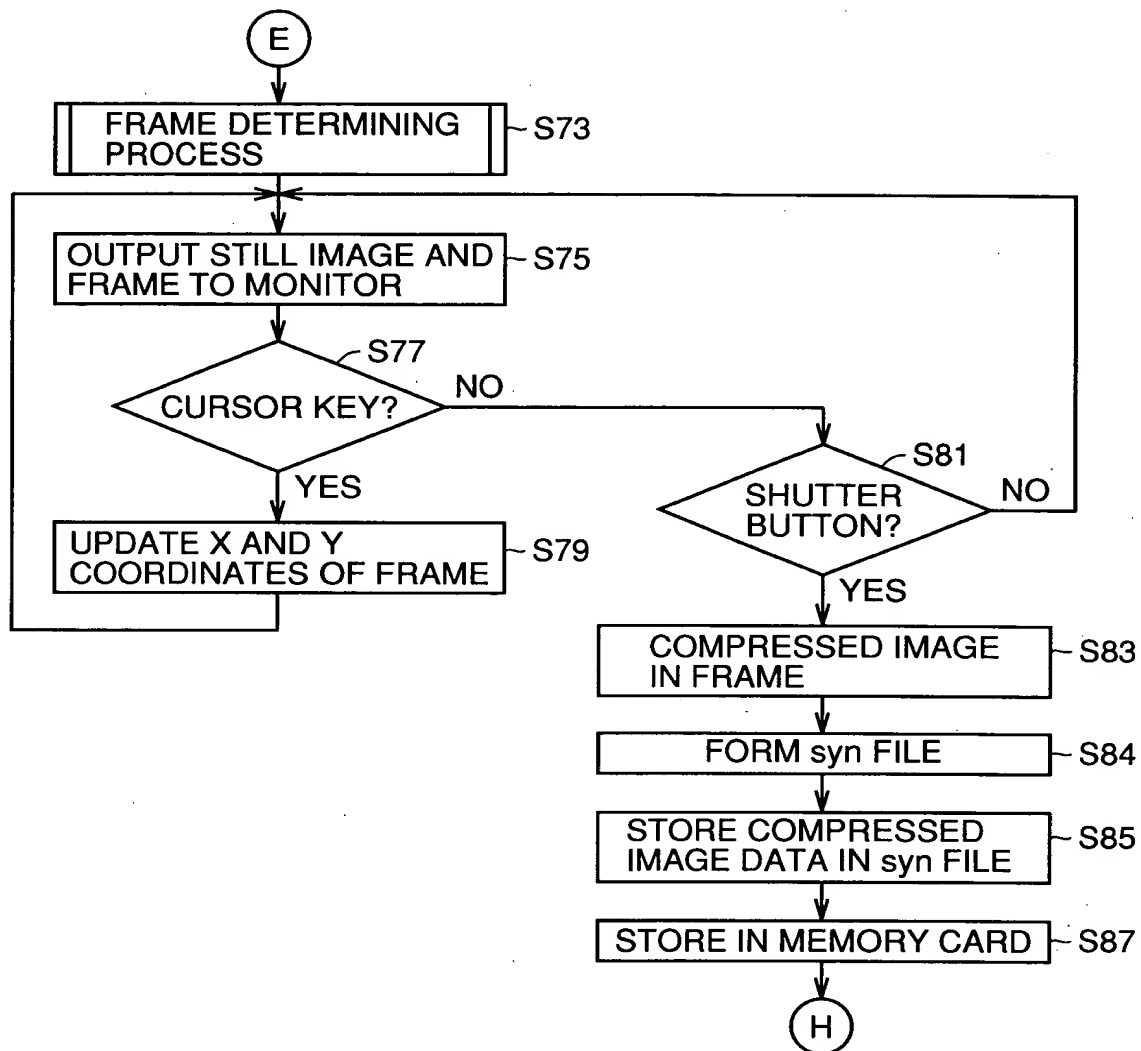 E
FRAME DETERMINING
PROCESS
S73
OUTPUT STILL IMAGE AND
FRAME TO MONITOR
S75
S77
CURSOR KEY?
NO
YES
UPDATE X AND Y
COORDINATES OF FRAME
S79
S81
SHUTTER
BUTTON?
NO
YES
COMPRESSED IMAGE
IN FRAME
S83
FORM syn FILE
S84
STORE COMPRESSED
IMAGE DATA IN syn FILE
S85
STORE IN MEMORY CARD
S87
H